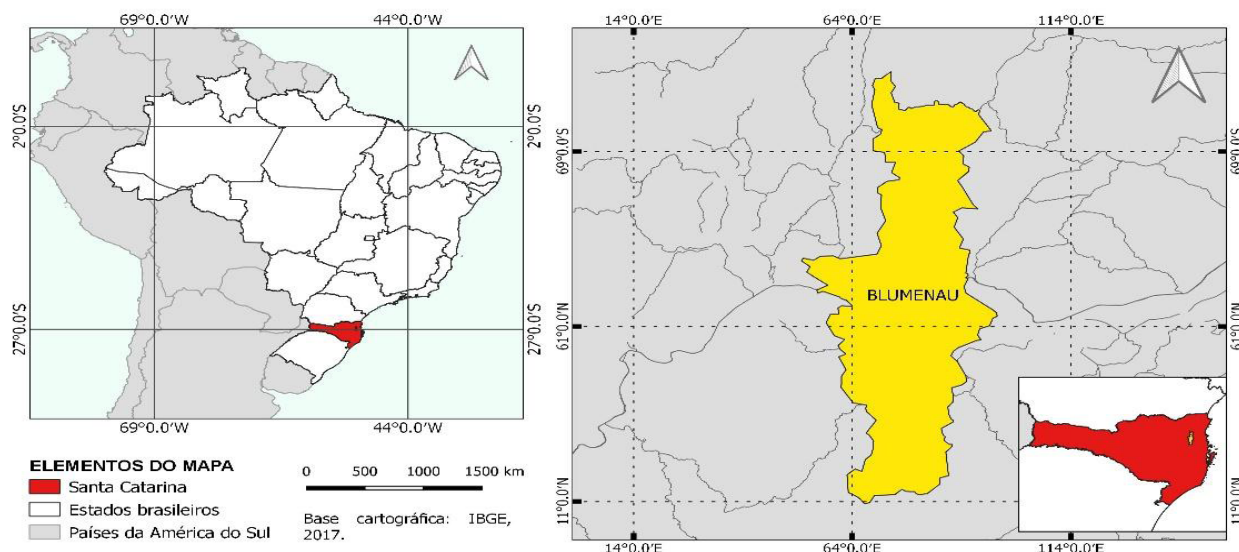 69°0.0'W 44°0.0'W
2°0.0'S 2°0.0'S
27°0.0'S 27°0.0'S
69°0.0'W 44°0.0'W
ELEMENTOS DO MAPA
Santa Catarina
Estados brasileiros
Países da América do Sul
0 500 1000 1500 km
Base cartográfica: IBGE,
2017.
14°0.0'E 64°0.0'E 114°0.0'E
69°0.0'S 69°0.0'S
BLUMENAU
61°0.0'N 61°0.0'N
11°0.0'N 11°0.0'N
14°0.0'E 64°0.0'E 114°0.0'E